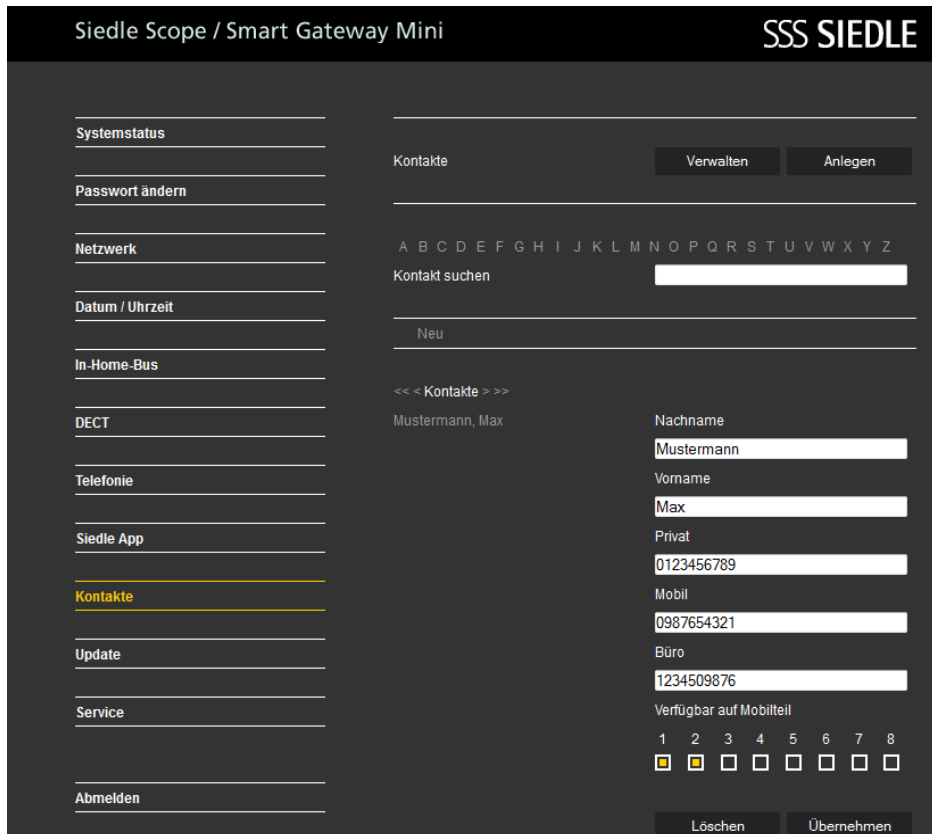 Siedle Scope / Smart Gateway Mini
SSS SIEDLE
Systemstatus
Passwort ändern
Netzwerk
Datum / Uhrzeit
In-Home-Bus
DECT
Telefonie
Siedle App
Kontakte
Update
Service
Abmelden
Kontakte Verwalten Anlegen
A B C D E F G H I J K L M N O P Q R S T U V W X Y Z
Kontakt suchen
Neu
<< < Kontakte > >>
Mustermann, Max
Nachname
Mustermann
Vorname
Max
Privat
0123456789
Mobil
0987654321
Büro
1234509876
Verfügbar auf Mobilteil
1 2 3 4 5 6 7 8
Löschen Übernehmen